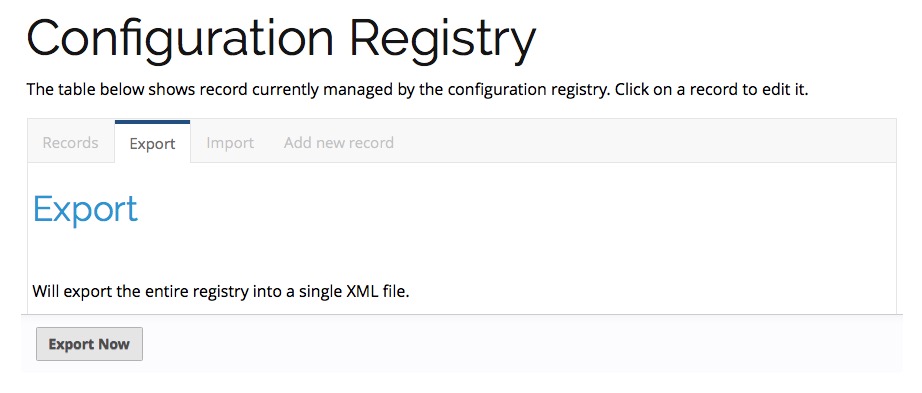 Configuration Registry
The table below shows record currently managed by the configuration registry. Click on a record to edit it.
Records Export Import Add new record
Export
Will export the entire registry into a single XML file.
Export Now